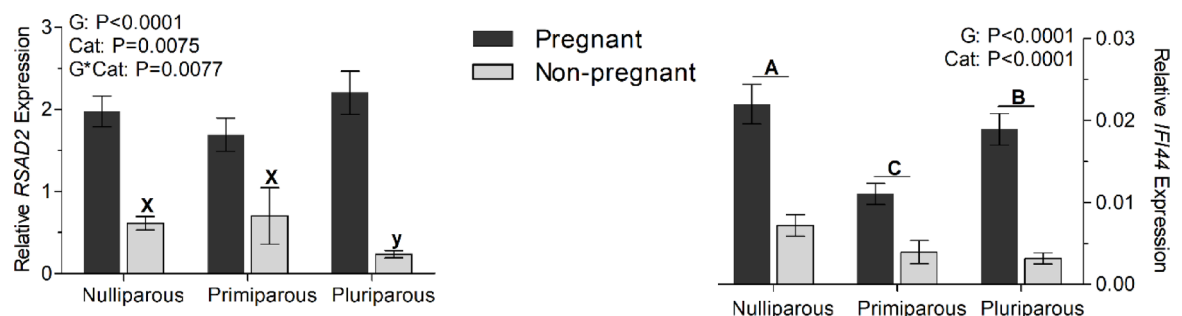 G: P<0.0001
Cat: P=0.0075
G*Cat: P=0.0077
Relative RSAD2 Expression
3
2
1
0
X
X
y
Nulliparous Primiparous Pluriparous
Pregnant
Non-pregnant
G: P<0.0001
Cat: P<0.0001
A
C
B
0.03
0.02
0.01
0.00
Relative IFI44 Expression
Nulliparous Primiparous Pluriparous